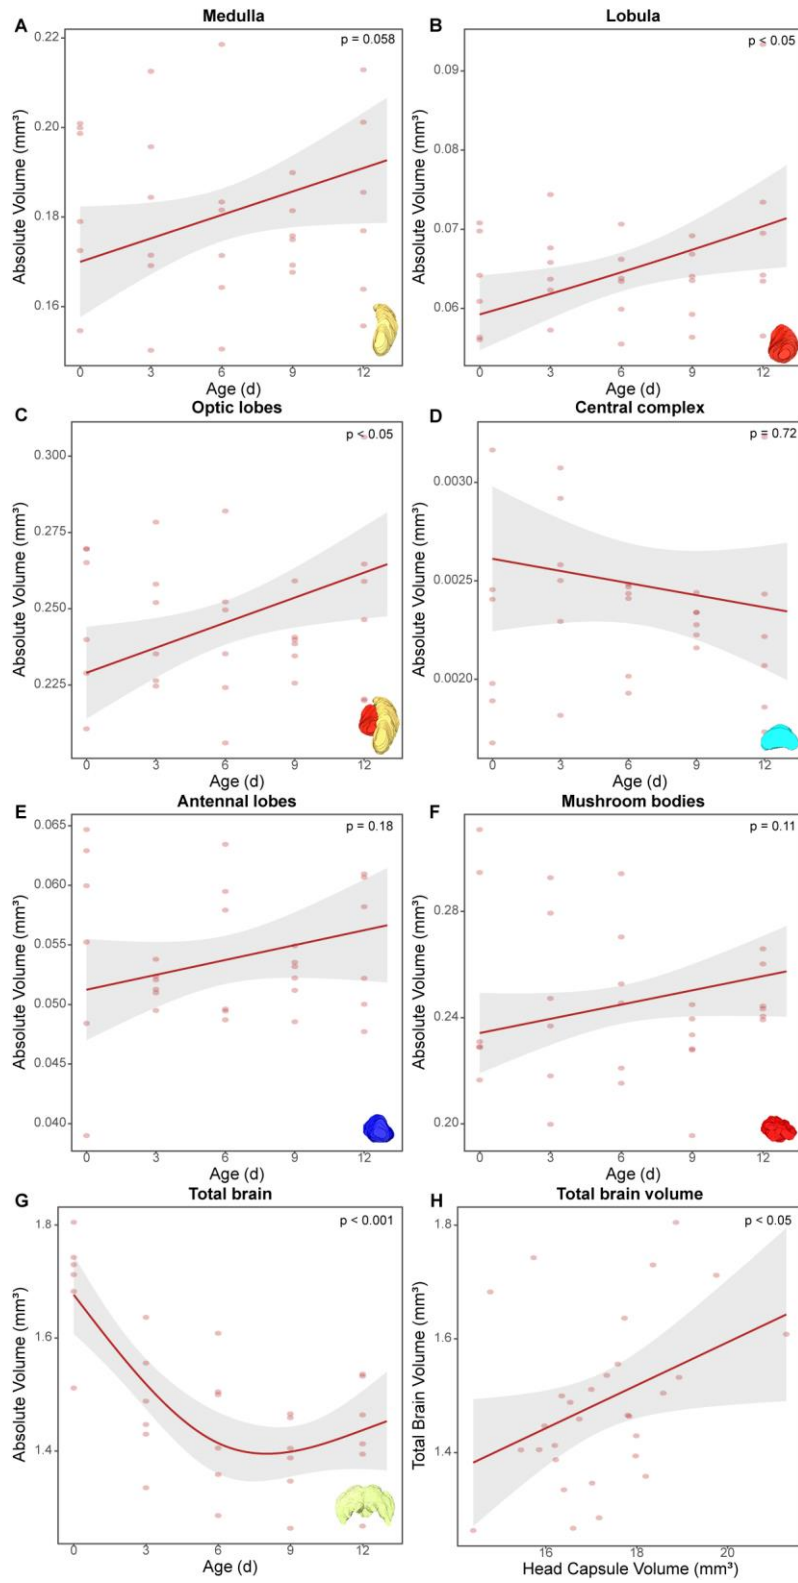 A Medulla
p = 0.058
0.22
0.20
0.18
0.16
Absolute Volume (mm³)
0 3 6 9 12
Age (d)
B Lobula
p < 0.05
0.09
0.08
0.07
0.06
Absolute Volume (mm³)
0 3 6 9 12
Age (d)
C Optic lobes
p < 0.05
0.300
0.275
0.250
0.225
Absolute Volume (mm³)
0 3 6 9 12
Age (d)
D Central complex
p = 0.72
0.0030
0.0025
0.0020
Absolute Volume (mm³)
0 3 6 9 12
Age (d)
E Antennal lobes
p = 0.18
0.065
0.060
0.055
0.050
0.045
0.040
Absolute Volume (mm³)
0 3 6 9 12
Age (d)
F Mushroom bodies
p = 0.11
0.28
0.24
0.20
Absolute Volume (mm³)
0 3 6 9 12
Age (d)
G Total brain
p < 0.001
1.8
1.6
1.4
Absolute Volume (mm³)
0 3 6 9 12
Age (d)
H Total brain volume
p < 0.05
1.8
1.6
1.4
Total Brain Volume (mm³)
16 18 20
Head Capsule Volume (mm³)